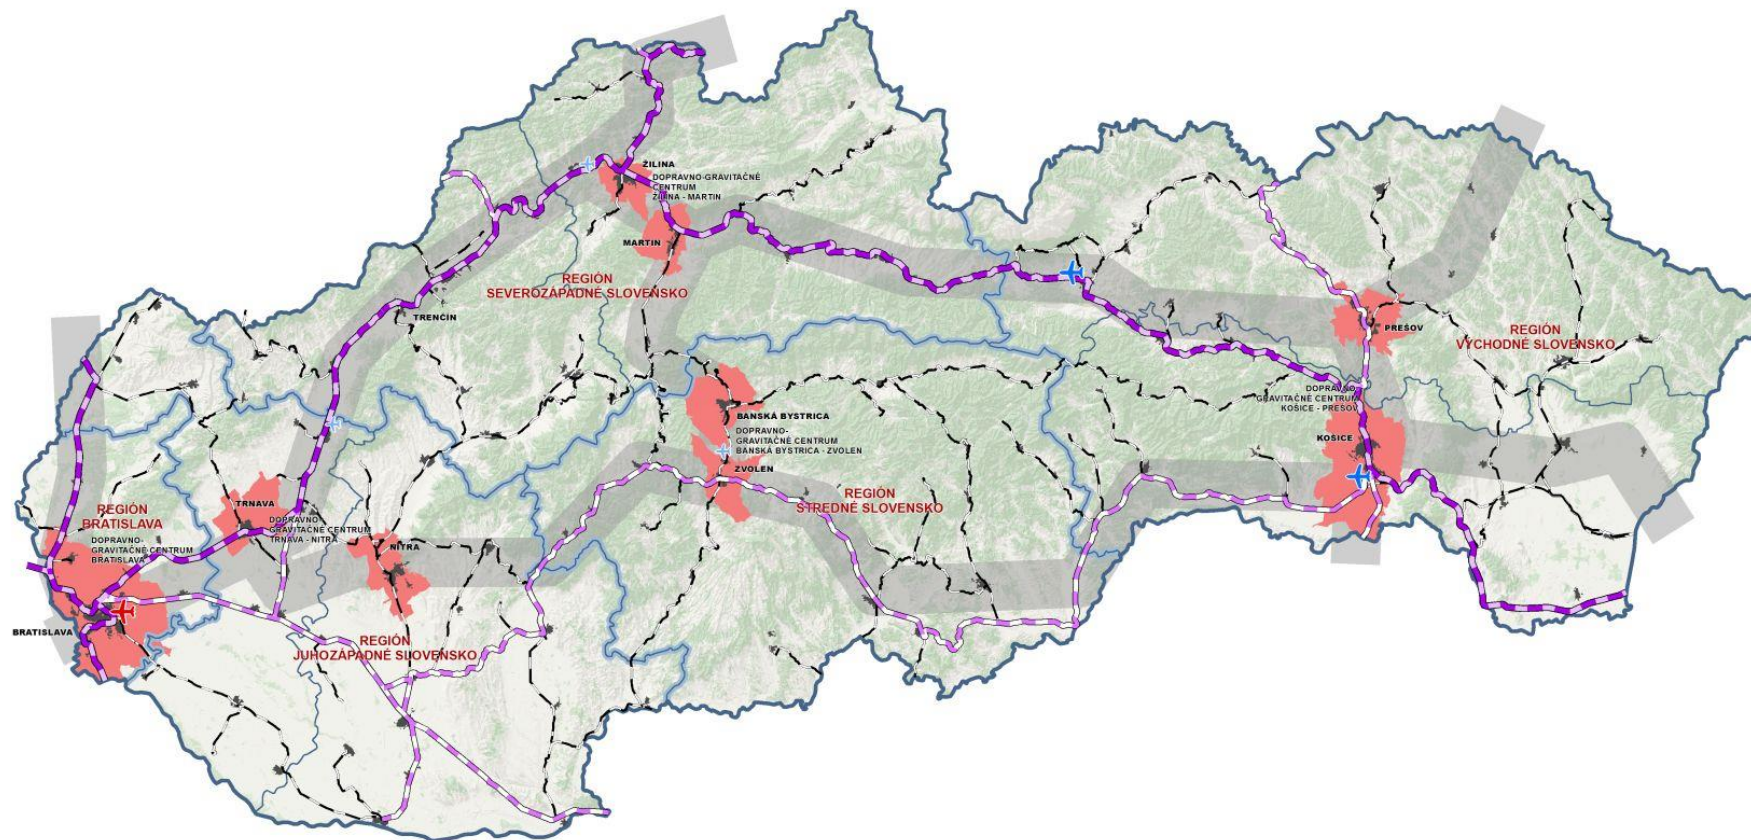 ŽILINA
DOPRAVNO-GRAVITAČNÉ
CENTRUM
ŽILINA - MARTIN
MARTIN
REGIÓN
SEVEROZÁPADNÉ SLOVENSKO
TRENČÍN
PREŠOV
REGIÓN
VÝCHODNÉ SLOVENSKO
DOPRAVNO-
GRAVITAČNÉ CENTRUM
KOŠICE - PREŠOV
KOŠICE
BANSKÁ BYSTRICA
DOPRAVNO-
GRAVITAČNÉ CENTRUM
BANSKÁ BYSTRICA - ZVOLEN
ZVOLEN
REGIÓN
STREDNÉ SLOVENSKO
TRNAVA
DOPRAVNO
GRAVITAČNÉ CENTRUM
TRNAVA - NITRA
NITRA
REGIÓN
BRATISLAVA
DOPRAVNO-
GRAVITAČNÉ CENTRUM
BRATISLAVA
BRATISLAVA
REGIÓN
JUHOZÁPADNÉ SLOVENSKO